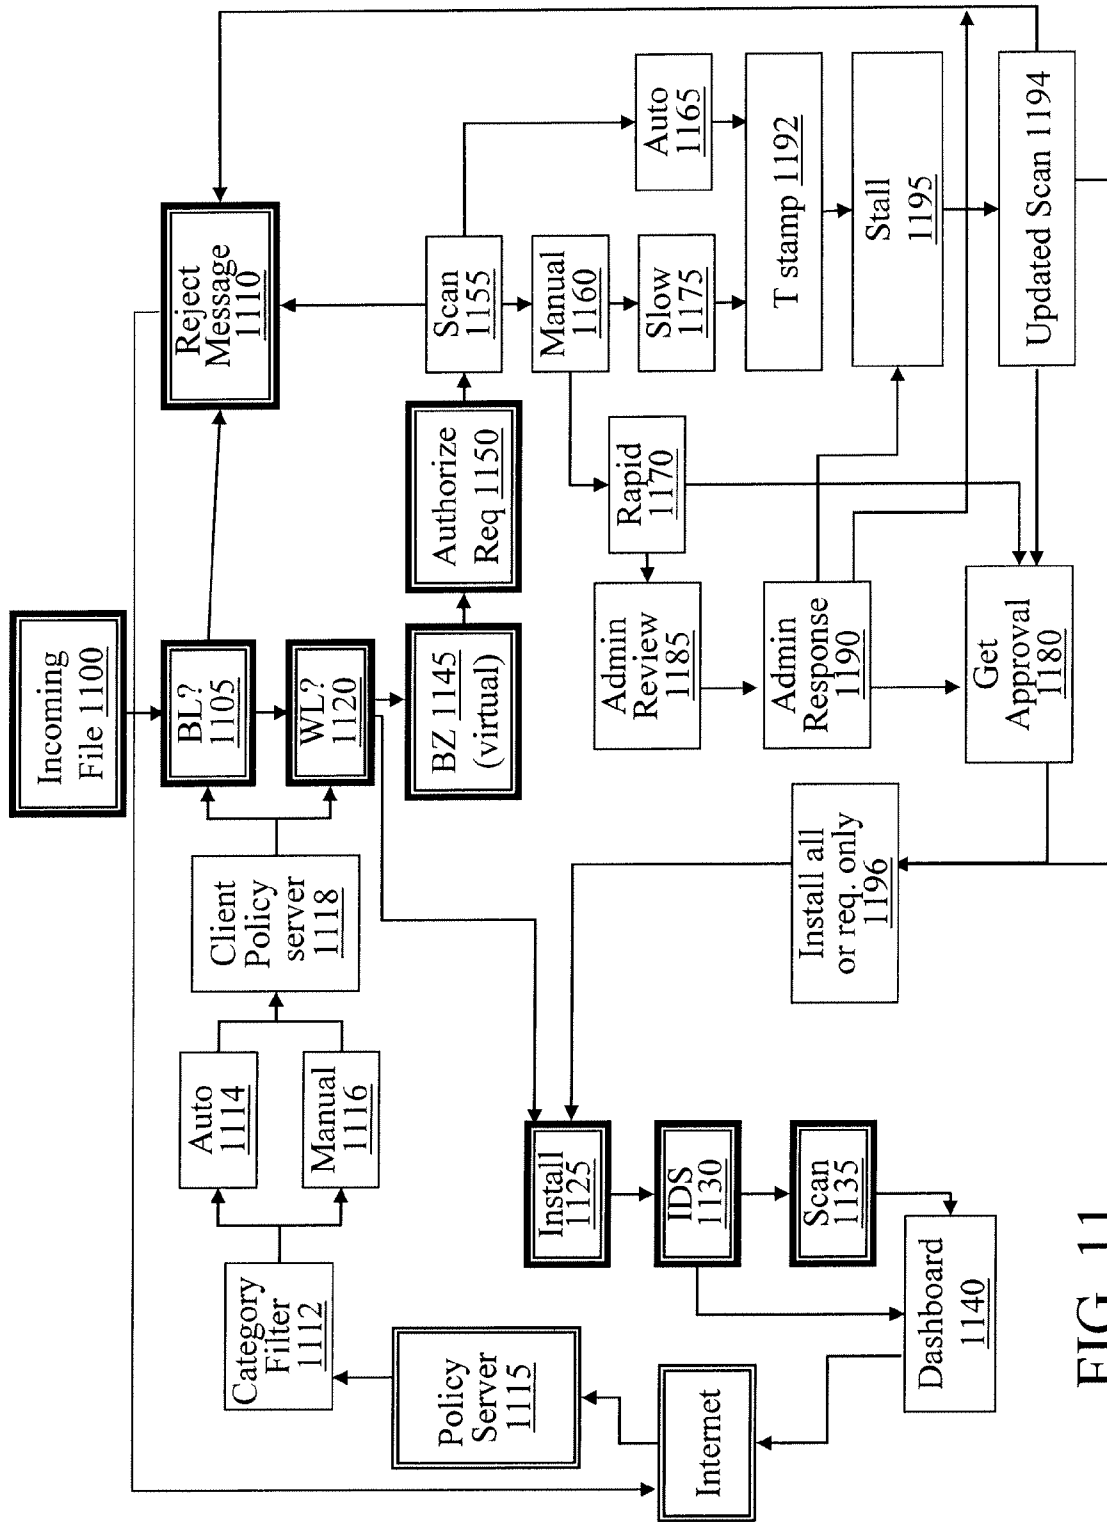 Incoming
File 1100
BL?
1105
Reject
Message
1110
WL?
1120
BZ 1145
(virtual)
Authorize
Req 1150
Scan
1155
Manual
1160
Slow
1175
Auto
1165
T stamp 1192
Stall
1195
Updated Scan 1194
Rapid
1170
Admin
Review
1185
Admin
Response
1190
Get
Approval
1180
Install all
or req. only
1196
Client
Policy
server
1118
Auto
1114
Manual
1116
Category
Filter
1112
Policy
Server
1115
Internet
Install
1125
IDS
1130
Scan
1135
Dashboard
1140
FIG. 11